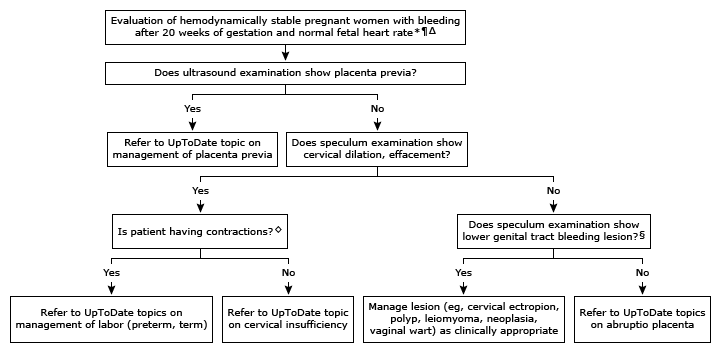 Evaluation of hemodynamically stable pregnant women with bleeding
after 20 weeks of gestation and normal fetal heart rate*¶Δ
Does ultrasound examination show placenta previa?
Yes
No
Refer to UpToDate topic on
management of placenta previa
Does speculum examination show
cervical dilation, effacement?
Yes
No
Is patient having contractions?◇
Does speculum examination show
lower genital tract bleeding lesion?§
Yes
No
Yes
No
Refer to UpToDate topics on
management of labor (preterm, term)
Refer to UpToDate topic
on cervical insufficiency
Manage lesion (eg, cervical ectropion,
polyp, leiomyoma, neoplasia,
vaginal wart) as clinically appropriate
Refer to UpToDate topics
on abruptio placenta